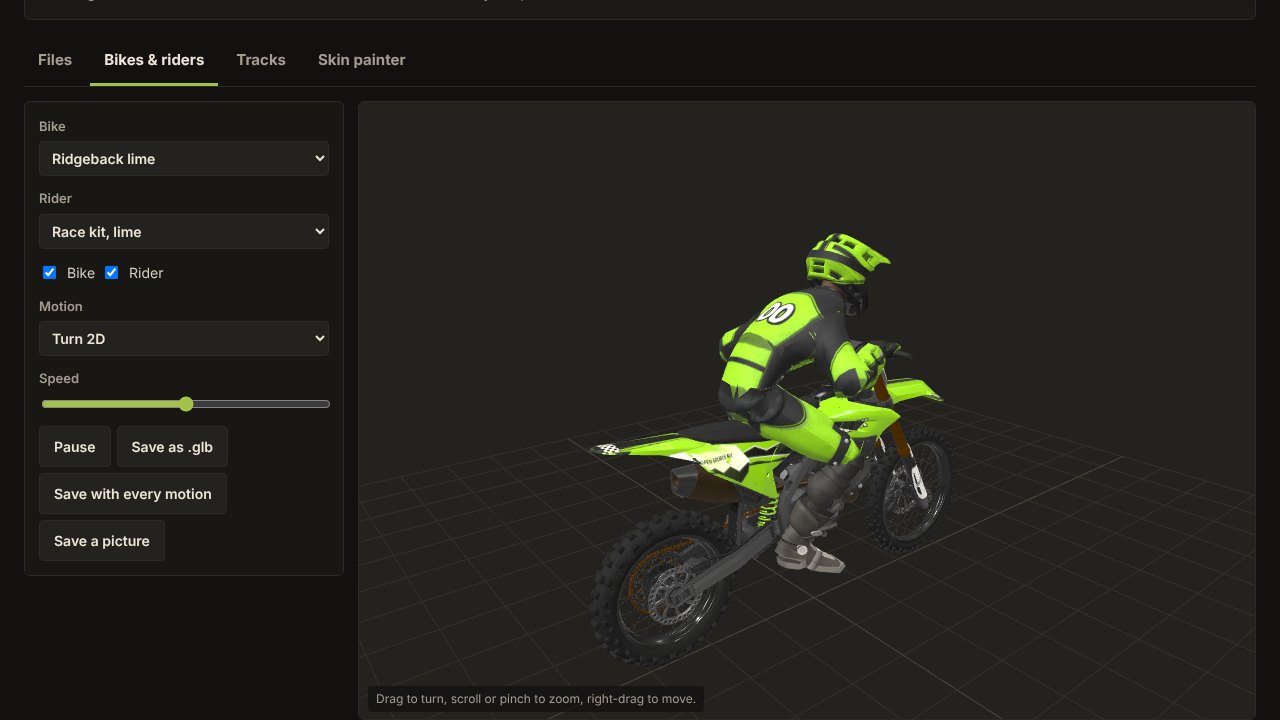 Files
Bikes & riders
Tracks
Skin painter
Bike
Ridgeback lime
Rider
Race kit, lime
Bike
Rider
Motion
Turn 2D
Speed
Pause
Save as .glb
Save with every motion
Save a picture
00
Drag to turn, scroll or pinch to zoom, right-drag to move.